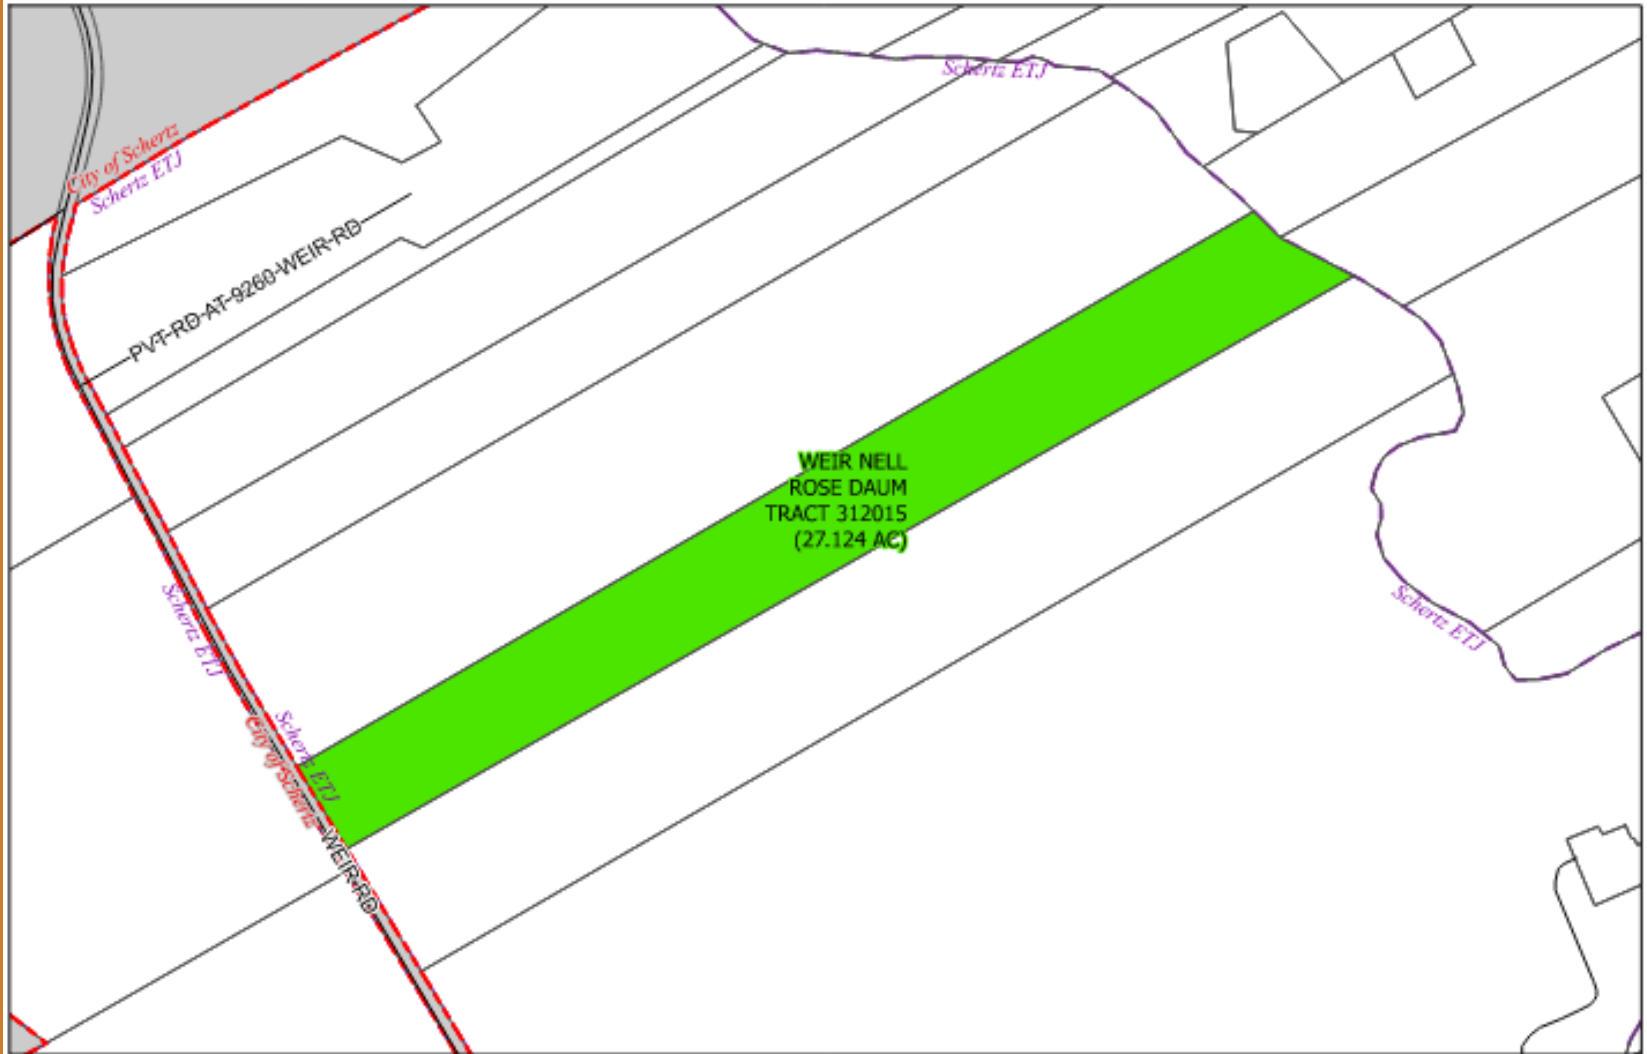 Schertz ETJ
City of Schertz
Schertz ETJ
PVT-RD-AT-9260-WEIR-RD
WEIR NELL
ROSE DAUM
TRACT 312015
(27.124 AC)
Schertz ETJ
Schertz ETJ
Schertz ETJ
City of Schertz
WEIR-RD